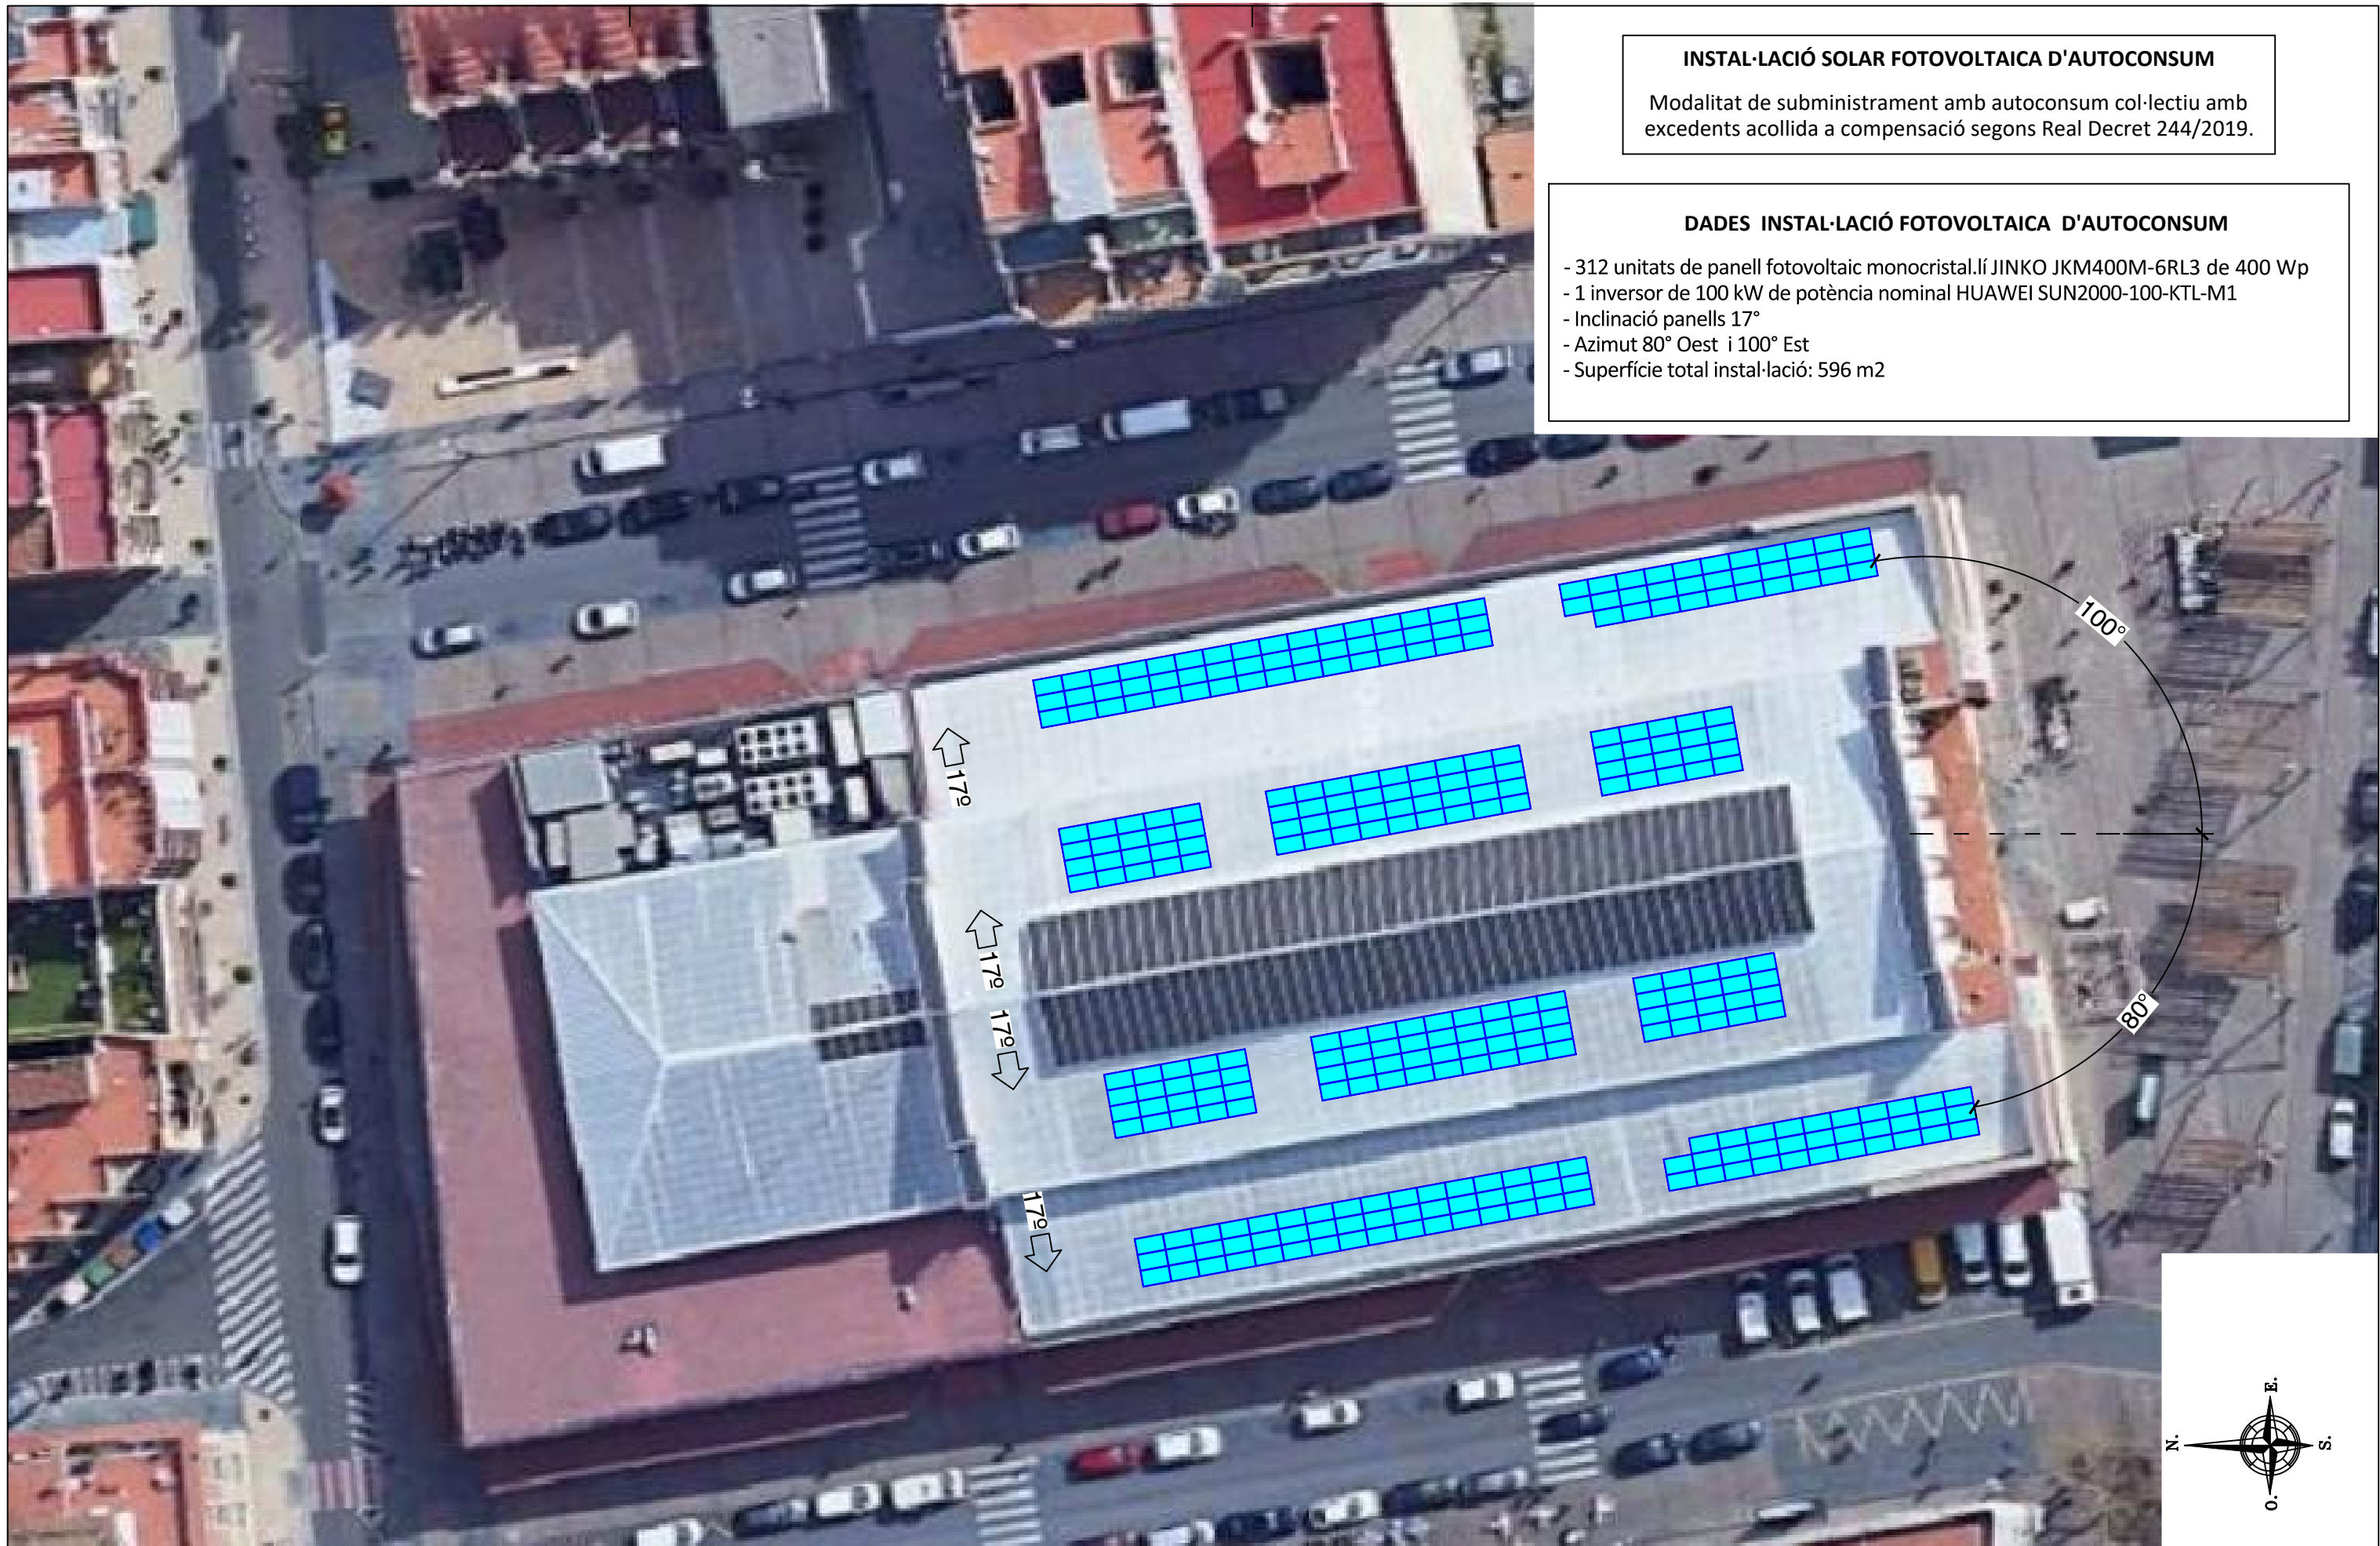 INSTAL·LACIÓ SOLAR FOTOVOLTAICA D'AUTOCONSUM
Modalitat de subministrament amb autoconsum col·lectiu amb
excedents acollida a compensació segons Real Decret 244/2019.
DADES INSTAL·LACIÓ FOTOVOLTAICA D'AUTOCONSUM
- 312 unitats de panell fotovoltaic monocristal.lí JINKO JKM400M-6RL3 de 400 Wp
- 1 inversor de 100 kW de potència nominal HUAWEI SUN2000-100-KTL-M1
- Inclinació panells 17°
- Azimut 80° Oest i 100° Est
- Superfície total instal·lació: 596 m2
100°
17º
17º
17º
80°
17º
E.
N.
S.
O.